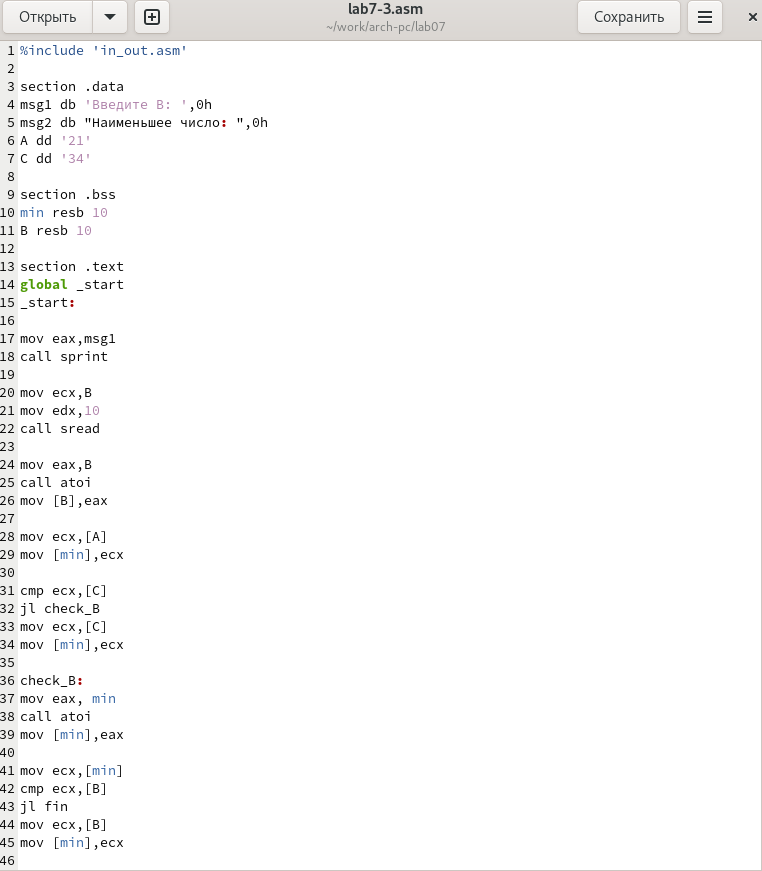 Открыть
lab7-3.asm
~/work/arch-pc/lab07
Сохранить
1 %include 'in_out.asm'
2
3 section .data
4 msg1 db 'Введите B: ',0h
5 msg2 db "Наименьшее число: ",0h
6 A dd '21'
7 C dd '34'
8
9 section .bss
10 min resb 10
11 B resb 10
12
13 section .text
14 global _start
15 _start:
16
17 mov eax,msg1
18 call sprint
19
20 mov ecx,B
21 mov edx,10
22 call sread
23
24 mov eax,B
25 call atoi
26 mov [B],eax
27
28 mov ecx,[A]
29 mov [min],ecx
30
31 cmp ecx,[C]
32 jl check_B
33 mov ecx,[C]
34 mov [min],ecx
35
36 check_B:
37 mov eax, min
38 call atoi
39 mov [min],eax
40
41 mov ecx,[min]
42 cmp ecx,[B]
43 jl fin
44 mov ecx,[B]
45 mov [min],ecx
46